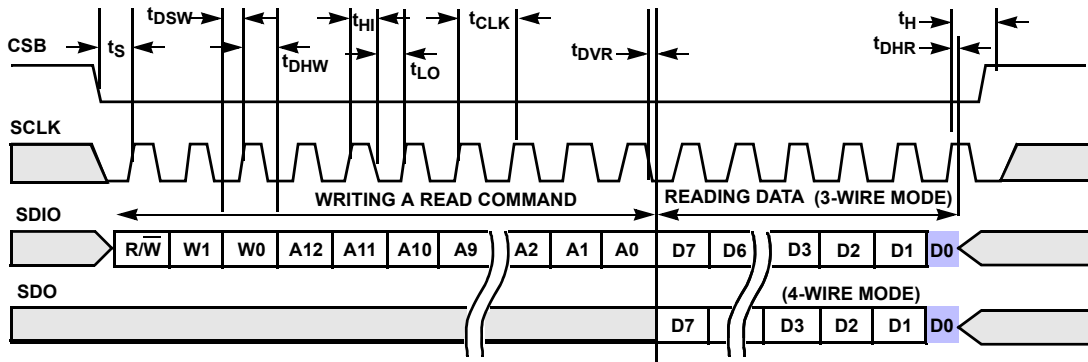 tDSW tHI tCLK tH
CSB tS tDHW tLO tDVR tDHR
SCLK
WRITING A READ COMMAND READING DATA (3-WIRE MODE)
SDIO
R/W̅ W1 W0 A12 A11 A10 A9 A2 A1 A0 D7 D6 D3 D2 D1 D0
SDO (4-WIRE MODE)
D7 D3 D2 D1 D0